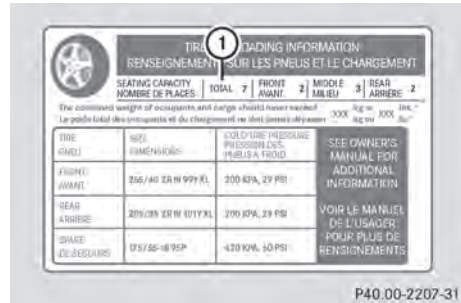 1
TIRE LOADING INFORMATION
RENSEIGNEMENTS SUR LES PNEUS ET LE CHARGEMENT
SEATING CAPACITY
NOMBRE DE PLACES
TOTAL 7
FRONT
AVANT 2
MIDDLE
MILIEU 3
REAR
ARRIÈRE 2
The combined weight of occupants and cargo should never exceed XXX kg or XXX lbs.
Le poids total des occupants et du chargement ne doit jamais dépasser XXX kg ou XXX lb.
TIRE
PNEU
SIZE
DIMENSIONS
COLD TIRE PRESSURE
PRESSION DES
PNEUS À FROID
SEE OWNER'S
MANUAL FOR
ADDITIONAL
INFORMATION
FRONT
AVANT
200 KPA, 29 PSI
REAR
ARRIÈRE
200 KPA, 29 PSI
VOIR LE MANUEL
DE L'USAGER
POUR PLUS DE
RENSIGNEMENTS
SPARE
DE SECOURS
420 KPA, 60 PSI
P40.00-2207-31